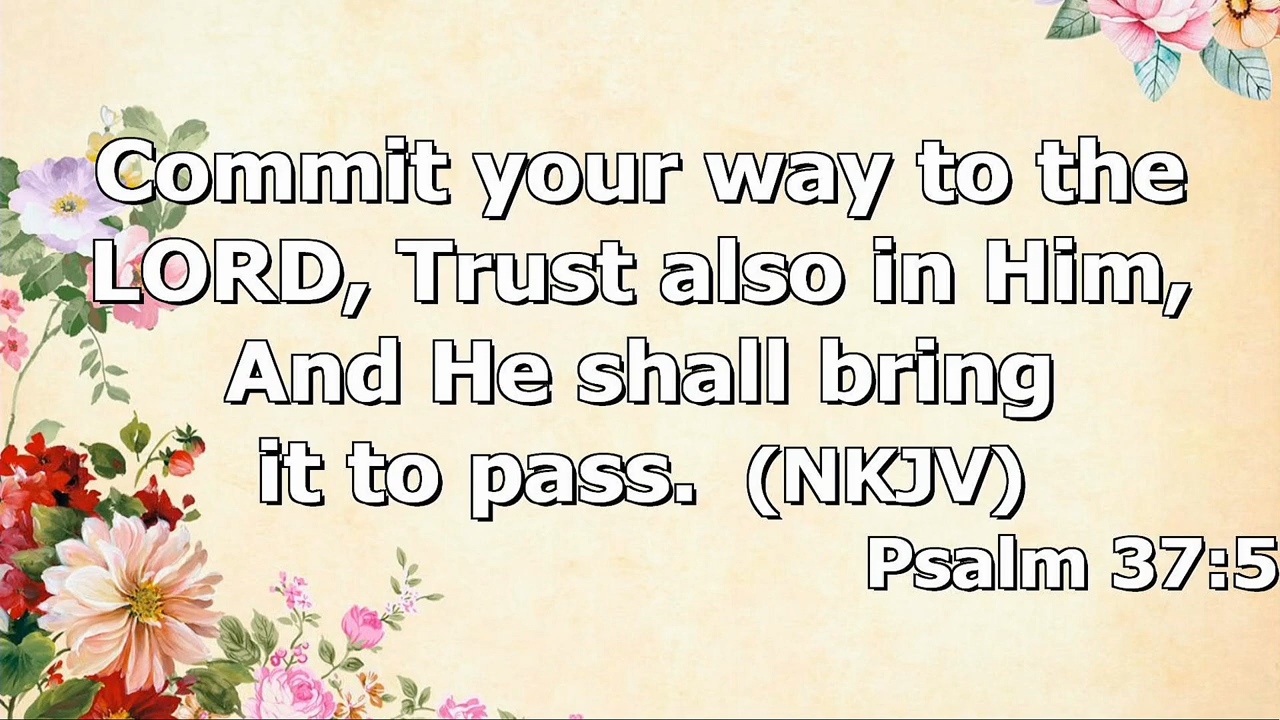 Commit your way to the
LORD, Trust also in Him,
And He shall bring
it to pass. (NKJV)
Psalm 37:5